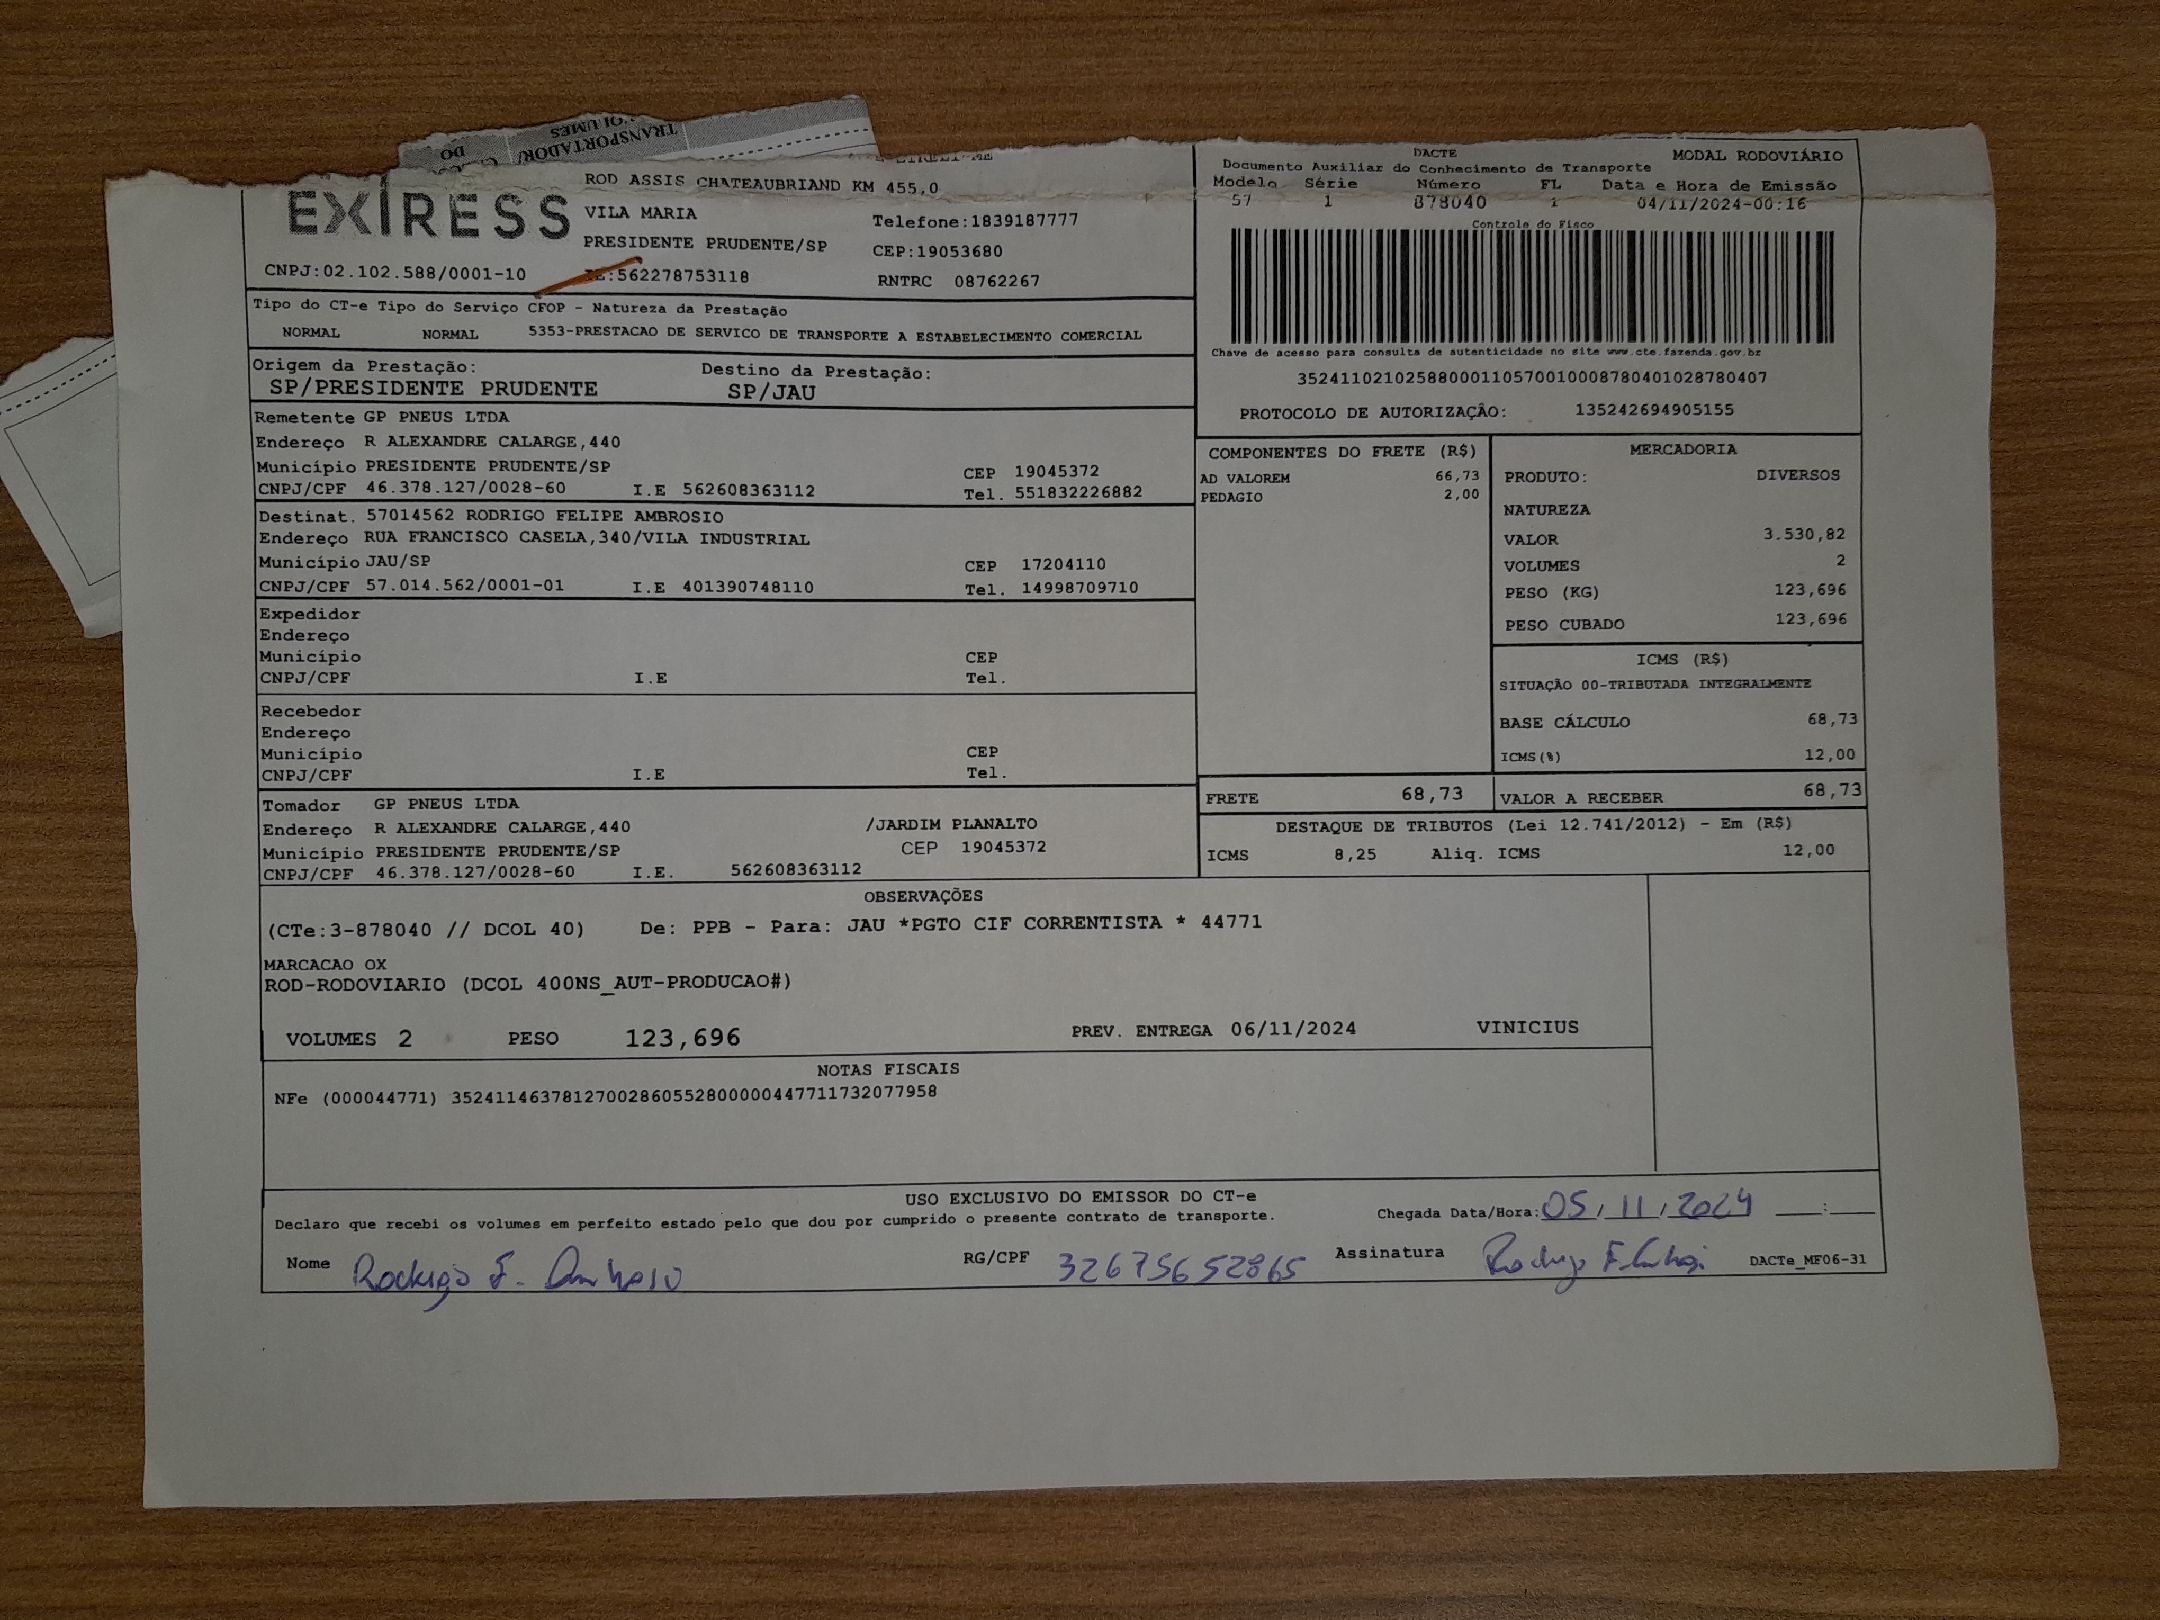 TRANSPORTADOR/
VOLUMES
DO
EXPRESS
ROD ASSIS CHATEAUBRIAND KM 455,0
VILA MARIA
Telefone:1839187777
PRESIDENTE PRUDENTE/SP
CEP:19053680
CNPJ:02.102.588/0001-10
IE:562278753118
RNTRC 08762267
DACTE
MODAL RODOVIÁRIO
Documento Auxiliar do Conhecimento de Transporte
Modelo Série Número FL Data e Hora de Emissão
57 1 878040 1 04/11/2024-00:16
Controle do Fisco
Chave de acesso para consulta de autenticidade no site www.cte.fazenda.gov.br
35241102102588000110570010008780401028780407
PROTOCOLO DE AUTORIZAÇÃO: 135242694905155
Tipo do CT-e Tipo do Serviço CFOP - Natureza da Prestação
NORMAL NORMAL 5353-PRESTACAO DE SERVICO DE TRANSPORTE A ESTABELECIMENTO COMERCIAL
Origem da Prestação: Destino da Prestação:
SP/PRESIDENTE PRUDENTE SP/JAU
Remetente GP PNEUS LTDA
Endereço R ALEXANDRE CALARGE,440
Município PRESIDENTE PRUDENTE/SP CEP 19045372
CNPJ/CPF 46.378.127/0028-60 I.E 562608363112 Tel. 551832226882
Destinat. 57014562 RODRIGO FELIPE AMBROSIO
Endereço RUA FRANCISCO CASELA,340/VILA INDUSTRIAL
Município JAU/SP CEP 17204110
CNPJ/CPF 57.014.562/0001-01 I.E 401390748110 Tel. 14998709710
Expedidor
Endereço
Município CEP
CNPJ/CPF I.E Tel.
Recebedor
Endereço
Município CEP
CNPJ/CPF I.E Tel.
Tomador GP PNEUS LTDA
Endereço R ALEXANDRE CALARGE,440 /JARDIM PLANALTO
Município PRESIDENTE PRUDENTE/SP CEP 19045372
CNPJ/CPF 46.378.127/0028-60 I.E. 562608363112
COMPONENTES DO FRETE (R$)
AD VALOREM 66,73
PEDAGIO 2,00
MERCADORIA
PRODUTO: DIVERSOS
NATUREZA
VALOR 3.530,82
VOLUMES 2
PESO (KG) 123,696
PESO CUBADO 123,696
ICMS (R$)
SITUAÇÃO 00-TRIBUTADA INTEGRALMENTE
BASE CÁLCULO 68,73
ICMS(%) 12,00
FRETE 68,73 VALOR A RECEBER 68,73
DESTAQUE DE TRIBUTOS (Lei 12.741/2012) - Em (R$)
ICMS 8,25 Aliq. ICMS 12,00
OBSERVAÇÕES
(CTe:3-878040 // DCOL 40) De: PPB - Para: JAU *PGTO CIF CORRENTISTA * 44771
MARCACAO OX
ROD-RODOVIARIO (DCOL 400NS_AUT-PRODUCAO#)
VOLUMES 2 PESO 123,696 PREV. ENTREGA 06/11/2024 VINICIUS
NOTAS FISCAIS
NFe (000044771) 35241146378127002860552800000447711732077958
USO EXCLUSIVO DO EMISSOR DO CT-e
Declaro que recebi os volumes em perfeito estado pelo que dou por cumprido o presente contrato de transporte.
Chegada Data/Hora: 05/11/2024 __:__
Nome Rodrigo F. Ambrosio RG/CPF 32675652865 Assinatura Rodrigo DACTe_MF06-31